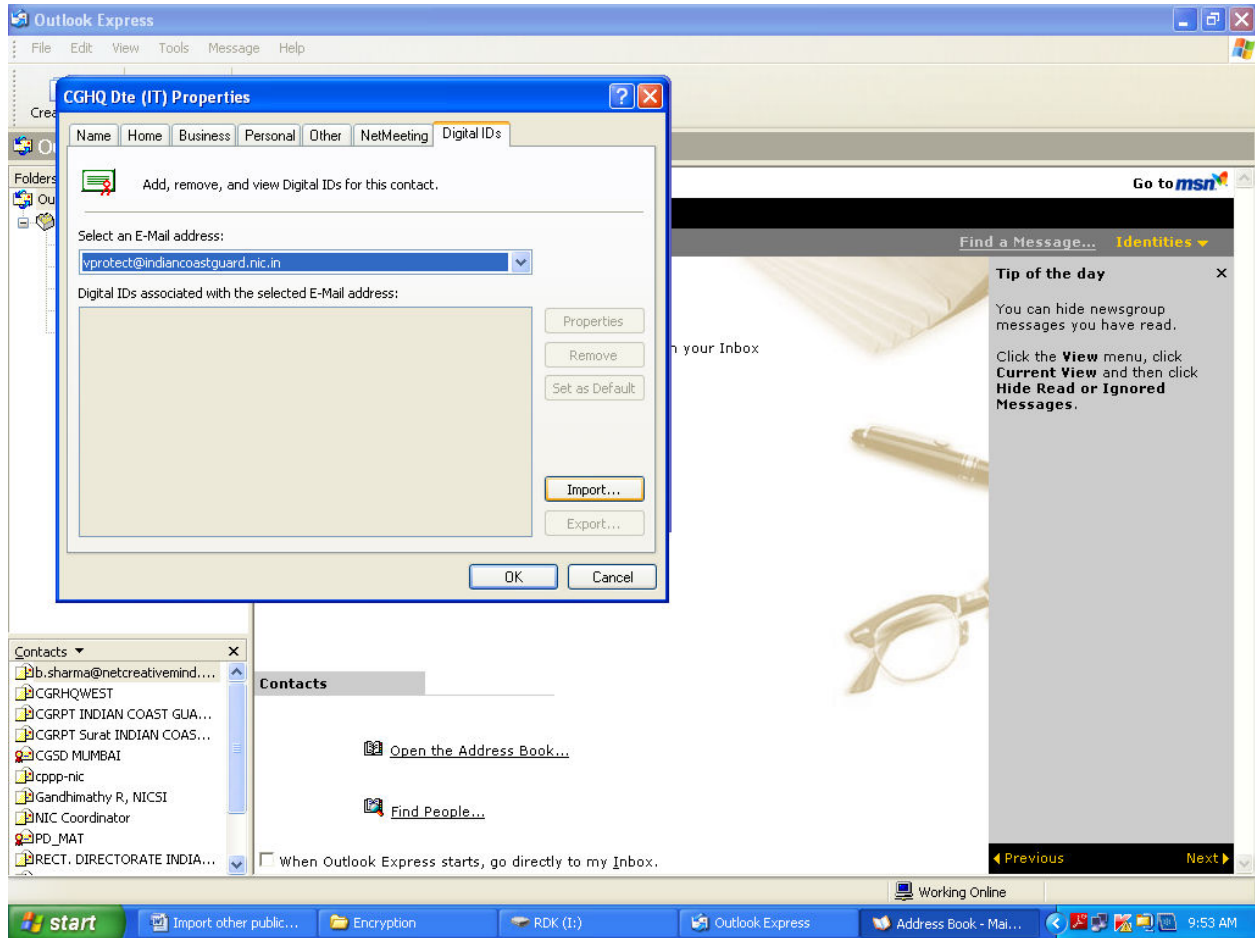 Outlook Express
File Edit View Tools Message Help
CGHQ Dte (IT) Properties
Name Home Business Personal Other NetMeeting Digital IDs
Add, remove, and view Digital IDs for this contact.
Select an E-Mail address:
vprotect@indiancoastguard.nic.in
Digital IDs associated with the selected E-Mail address:
Properties
Remove
Set as Default
Import...
Export...
OK Cancel
Crea
Folders
Ou
Go to msn
Find a Message... Identities
Tip of the day
You can hide newsgroup
messages you have read.
Click the View menu, click
Current View and then click
Hide Read or Ignored
Messages.
your Inbox
Contacts
b.sharma@netcreativemind....
CGRHQWEST
CGRPT INDIAN COAST GUA...
CGRPT Surat INDIAN COAS...
CGSD MUMBAI
cppp-nic
Gandhimathy R, NICSI
NIC Coordinator
PD_MAT
RECT. DIRECTORATE INDIA...
Contacts
Open the Address Book...
Find People...
When Outlook Express starts, go directly to my Inbox.
Previous Next
Working Online
start Import other public... Encryption RDK (I:) Outlook Express Address Book - Mai... 9:53 AM